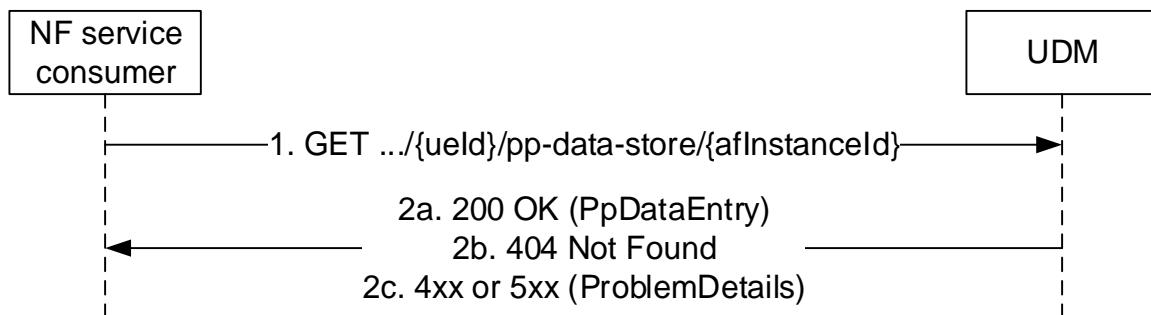 NF service
consumer
UDM
1. GET .../{ueId}/pp-data-store/{afInstanceId}
2a. 200 OK (PpDataEntry)
2b. 404 Not Found
2c. 4xx or 5xx (ProblemDetails)